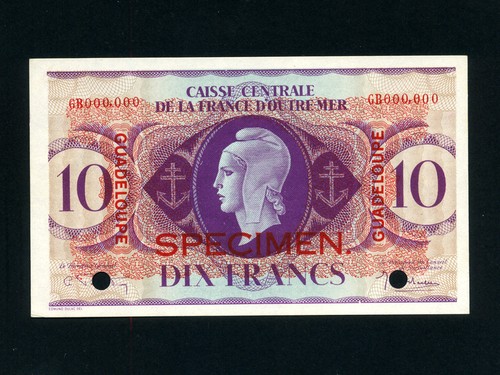 CAISSE CENTRALE
DE LA FRANCE D'OUTRE-MER
GB000,000
GB000,000
GUADELOUPE
10
10
GUADELOUPE
SPECIMEN.
DIX FRANCS